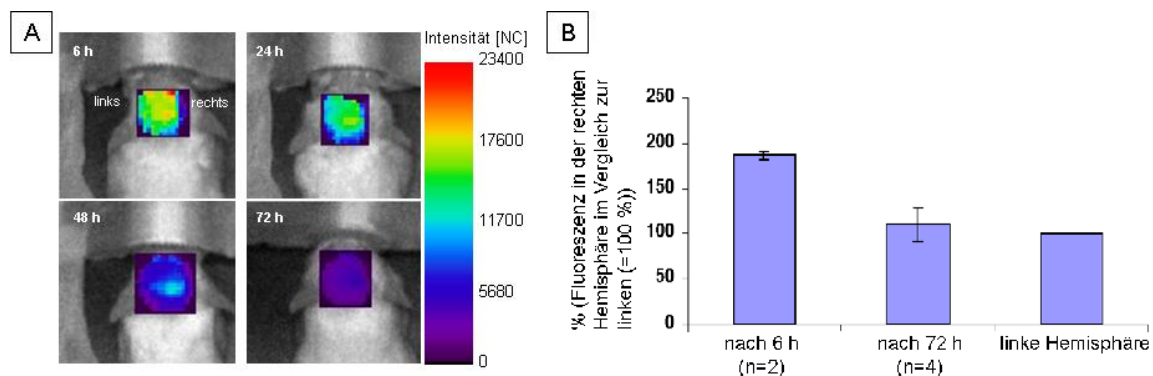 A
6 h
24 h
links
rechts
48 h
72 h
Intensität [NC]
23400
17600
11700
5680
0
B
% (Fluoreszenz in der rechten
Hemisphäre im Vergleich zur
linken (=100 %))
250
200
150
100
50
0
nach 6 h
(n=2)
nach 72 h
(n=4)
linke Hemisphäre